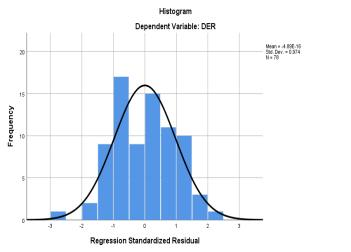 Histogram
Dependent Variable: DER
Mean = -4.89E-16
Std. Dev. = 0.974
N = 78
20
15
10
5
0
Frequency
-3 -2 -1 0 1 2 3
Regression Standardized Residual